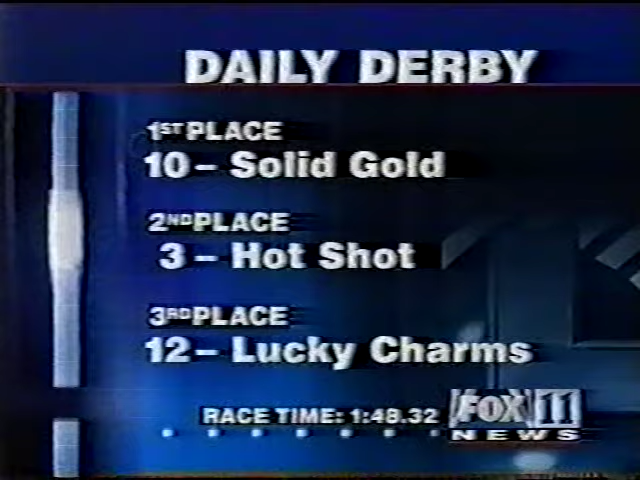 DAILY DERBY
1ST PLACE
10 – Solid Gold
2ND PLACE
3 – Hot Shot
3RD PLACE
12 – Lucky Charms
RACE TIME: 1:48.32
FOX 11
NEWS